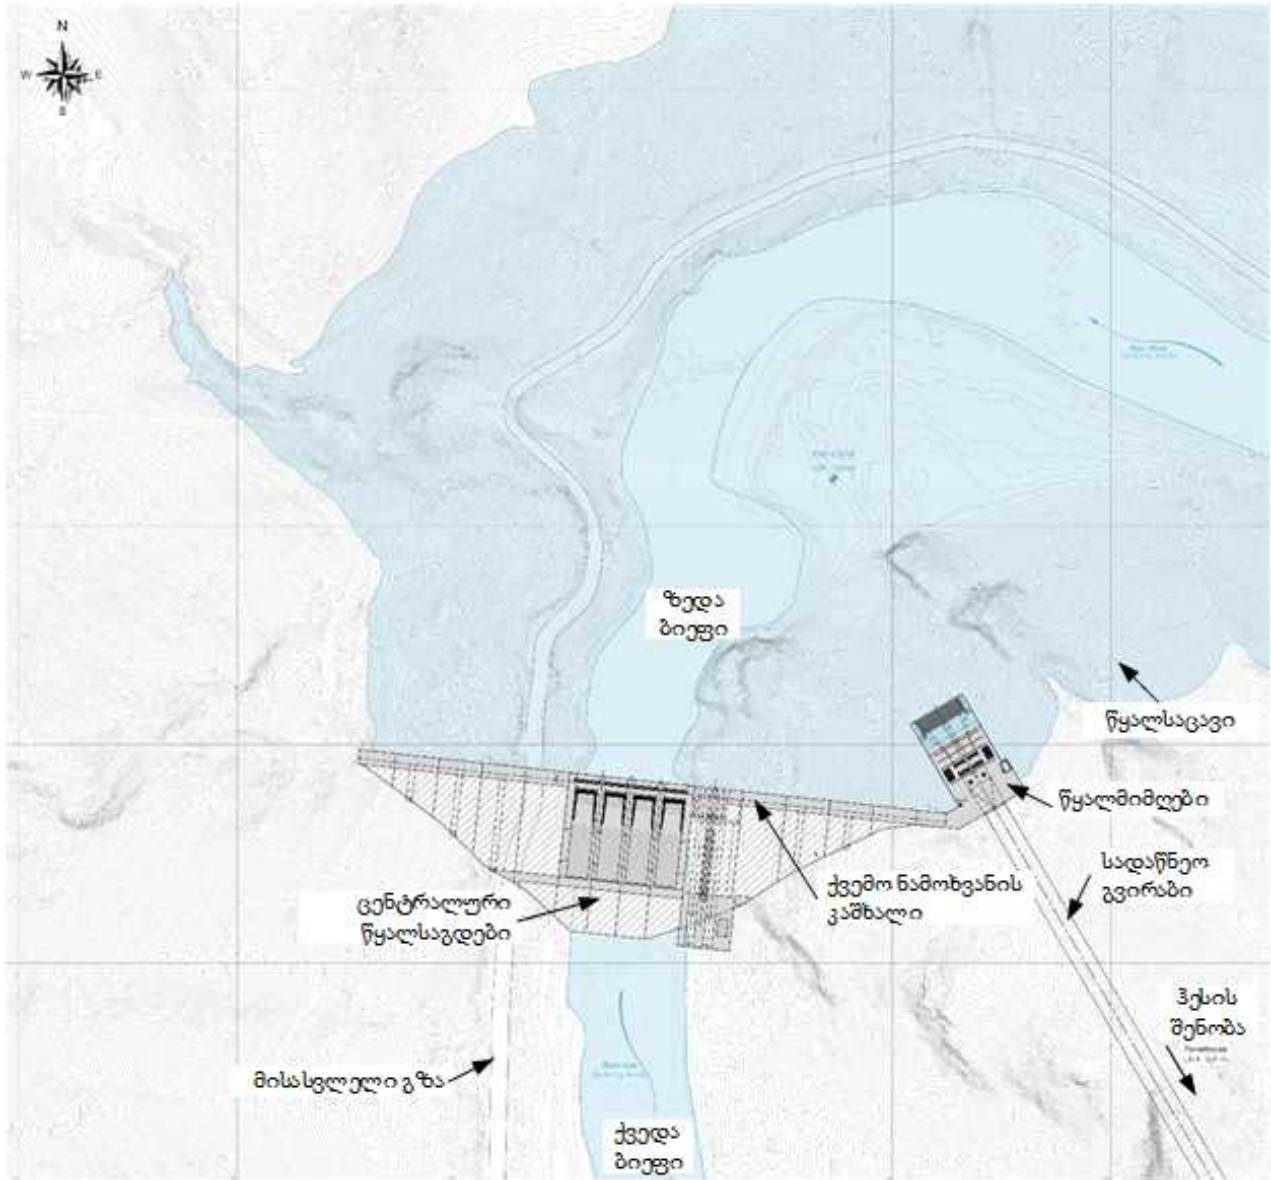 N
W E
S
ზედა
ბიეფი
წყალსაცავი
წყალმიმღები
სადაწნეო
გვირაბი
ქვემო ნამოხვანის
კაშხალი
ცენტრალური
წყალსაგდები
ჰესის
შენობა
მისასვლელი გზა
ქვედა
ბიეფი